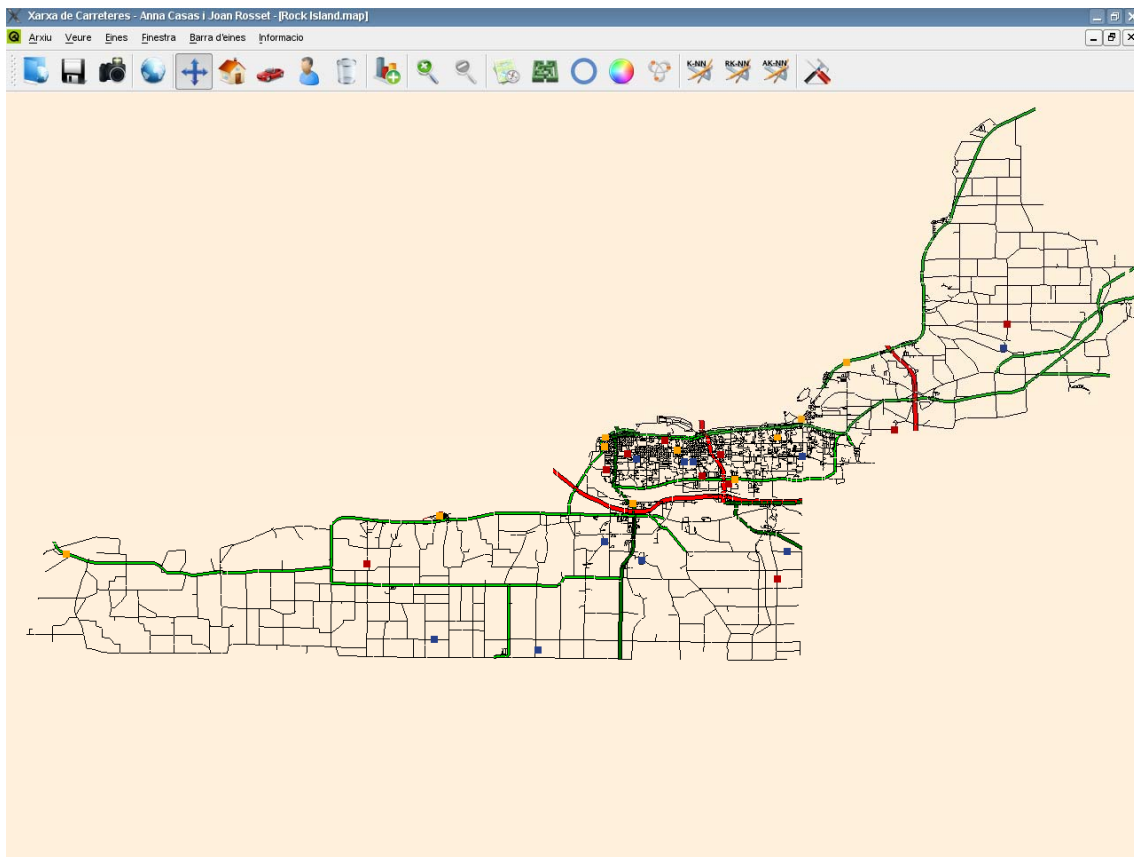 Xarxa de Carreteres - Anna Casas i Joan Rosset - [Rock Island.map]
Arxiu Veure Eines Finestra Barra d'eines Informacio
K-NN RK-NN AK-NN